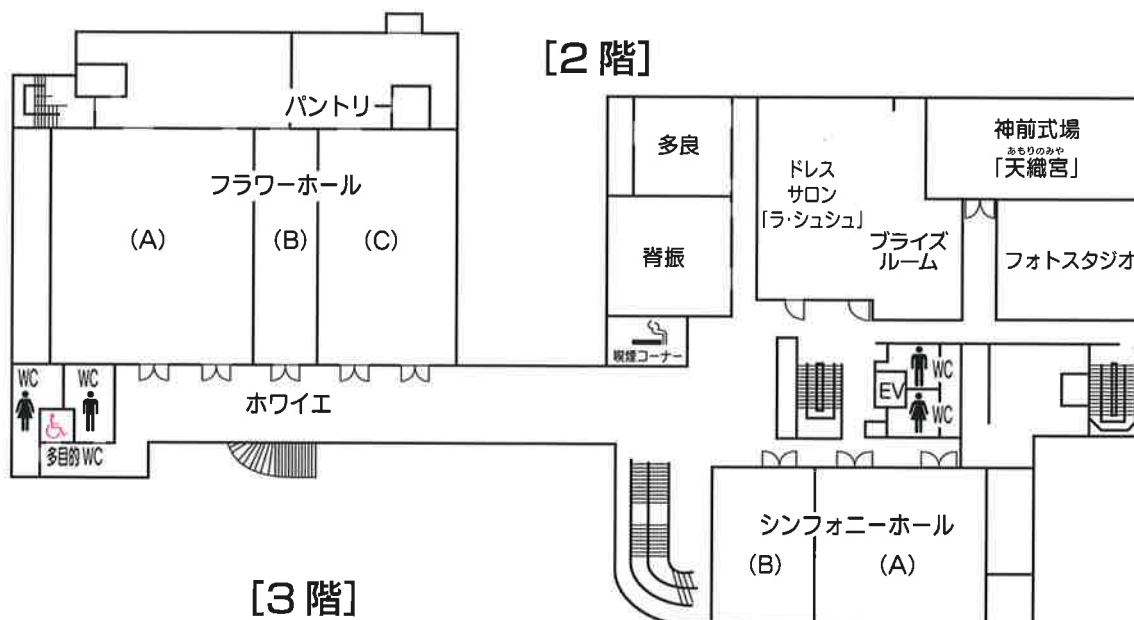 [2階]
パントリー
フラワーホール
(A)
(B)
(C)
多良
脊振
喫煙コーナー
ドレス
サロン
「ラ・シュシュ」
ブライズ
ルーム
神前式場
あもりのみや
「天織宮」
フォトスタジオ
WC
WC
多目的WC
ホワイエ
EV
WC
WC
シンフォニーホール
(B)
(A)
[3階]